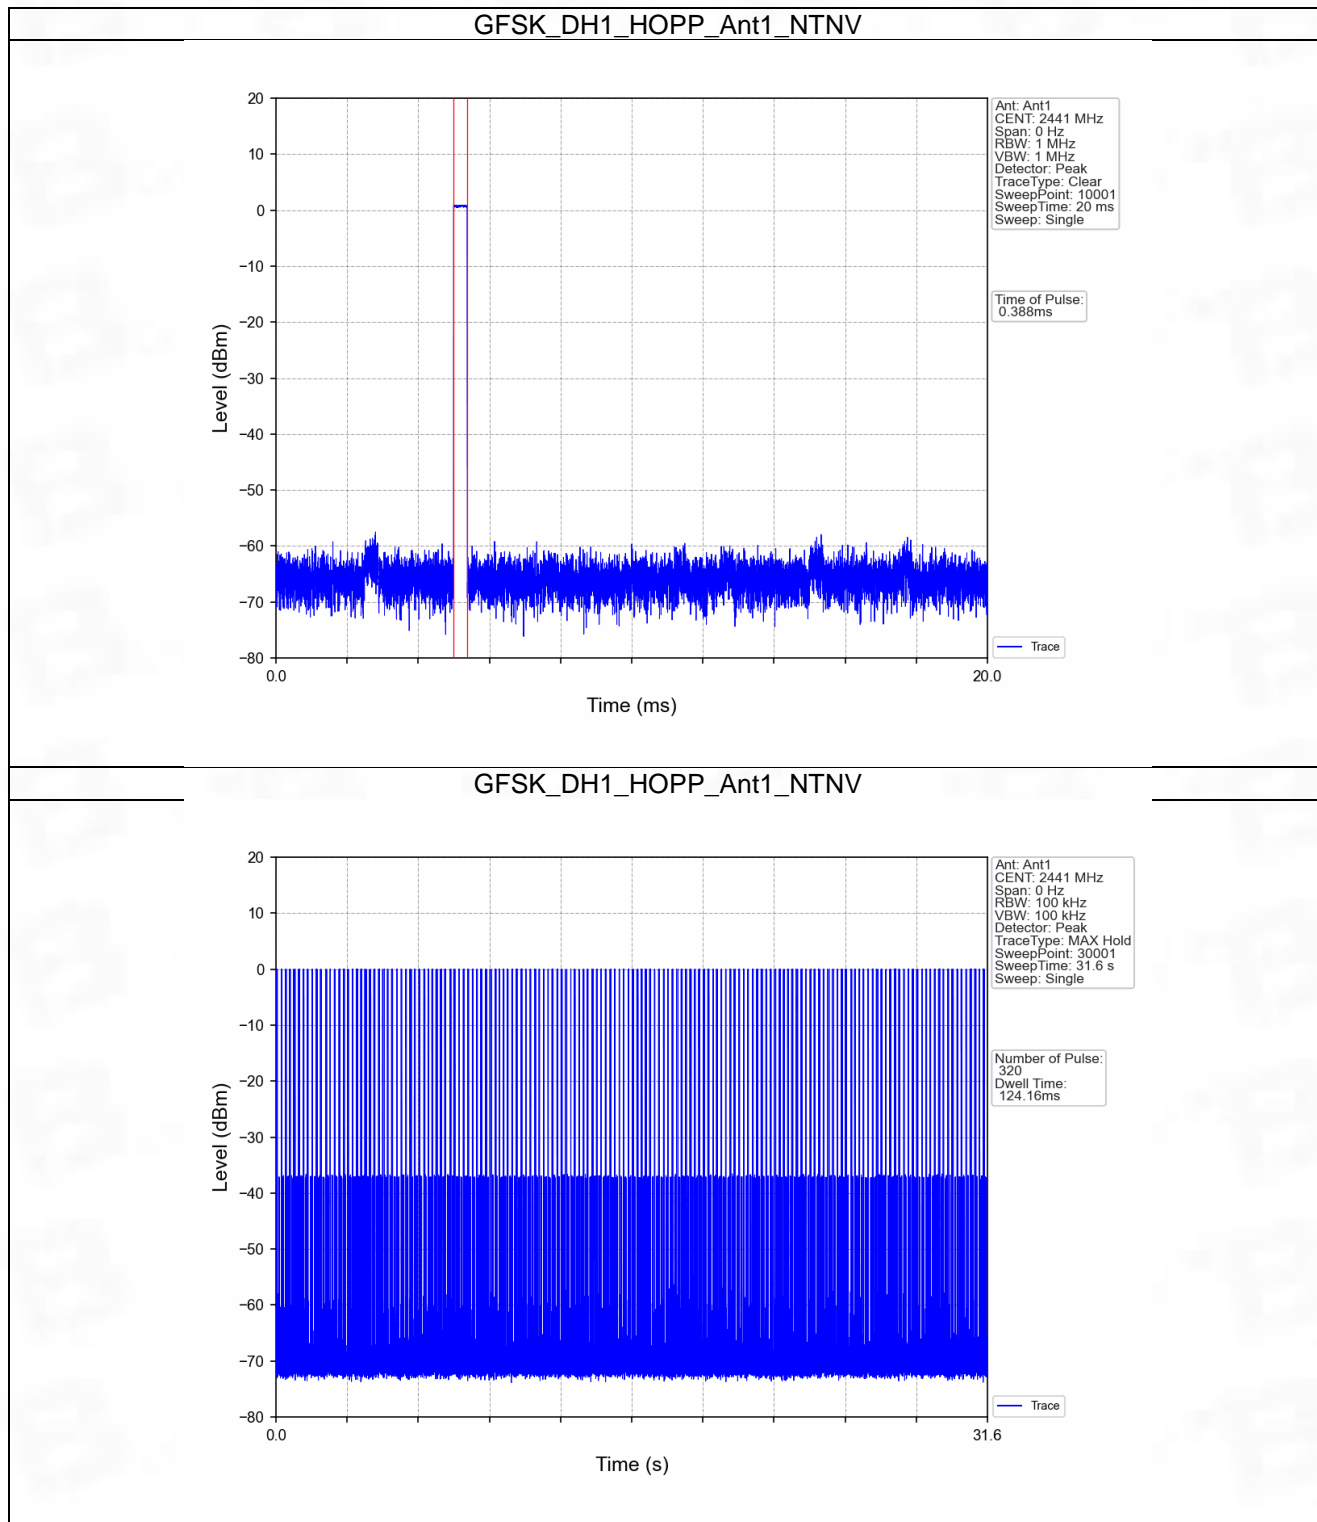 GFSK_DH1_HOPP_Ant1_NTNV
20
10
0
−10
−20
−30
−40
−50
−60
−70
−80
Level (dBm)
0.0
20.0
Time (ms)
Ant: Ant1
CENT: 2441 MHz
Span: 0 Hz
RBW: 1 MHz
VBW: 1 MHz
Detector: Peak
TraceType: Clear
SweepPoint: 10001
SweepTime: 20 ms
Sweep: Single
Time of Pulse:
0.388ms
Trace
GFSK_DH1_HOPP_Ant1_NTNV
20
10
0
−10
−20
−30
−40
−50
−60
−70
−80
Level (dBm)
0.0
31.6
Time (s)
Ant: Ant1
CENT: 2441 MHz
Span: 0 Hz
RBW: 100 kHz
VBW: 100 kHz
Detector: Peak
TraceType: MAX Hold
SweepPoint: 30001
SweepTime: 31.6 s
Sweep: Single
Number of Pulse:
320
Dwell Time:
124.16ms
Trace